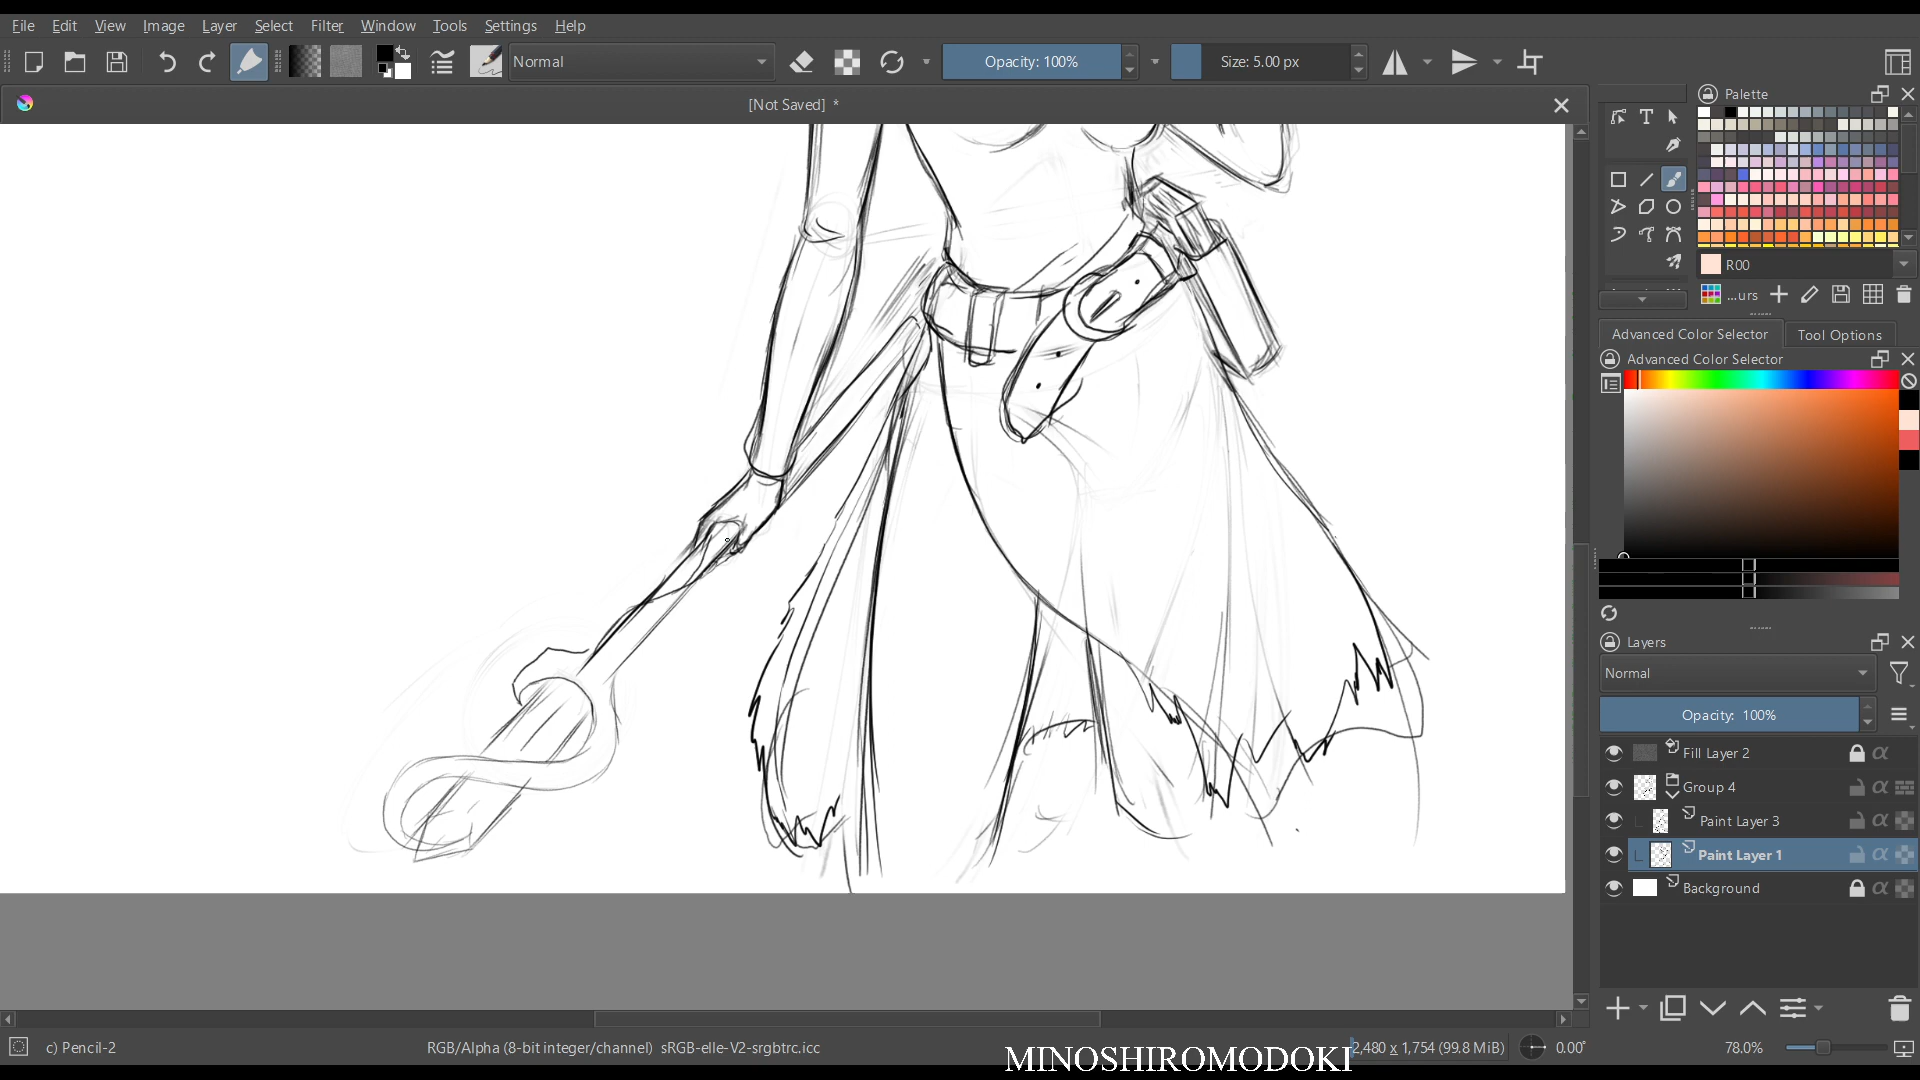 File Edit View Image Layer Select Filter Window Tools Settings Help
Normal Opacity: 100% Size: 5.00 px
[Not Saved] *
Palette
R00 ...urs
Advanced Color Selector Tool Options
Advanced Color Selector
Layers
Normal
Opacity: 100%
Fill Layer 2
Group 4
Paint Layer 3
Paint Layer 1
Background
c) Pencil-2 RGB/Alpha (8-bit integer/channel) sRGB-elle-V2-srgbtrc.icc MINOSHIROMODOKI 2,480 x 1,754 (99.8 MiB) 0.00° 78.0%